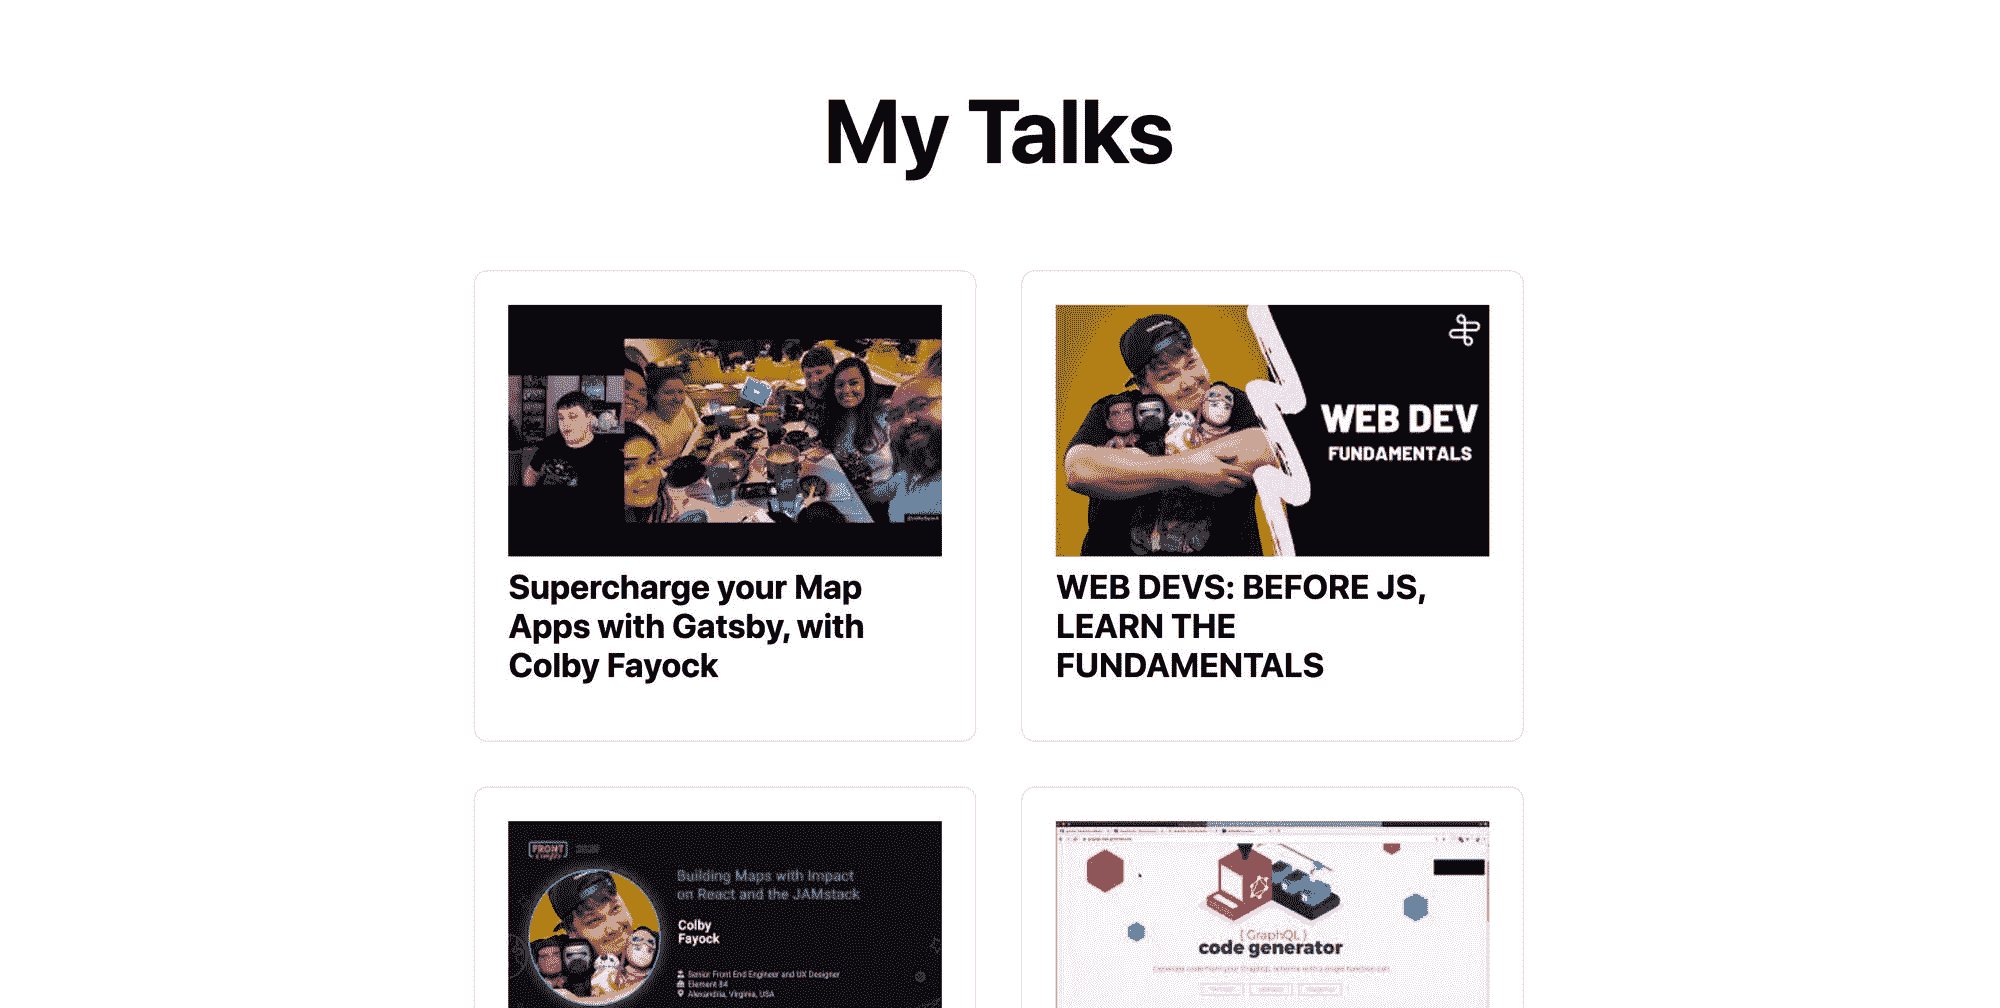 My Talks
WEB DEV
FUNDAMENTALS
Supercharge your Map
Apps with Gatsby, with
Colby Fayock
WEB DEVS: BEFORE JS,
LEARN THE
FUNDAMENTALS
FRONT
Building Maps with Impact
on React and the JAMstack
Colby
Fayock
Senior Front End Engineer and UX Designer
Element 84
Alexandria, Virginia, USA
{ GraphQL }
code generator